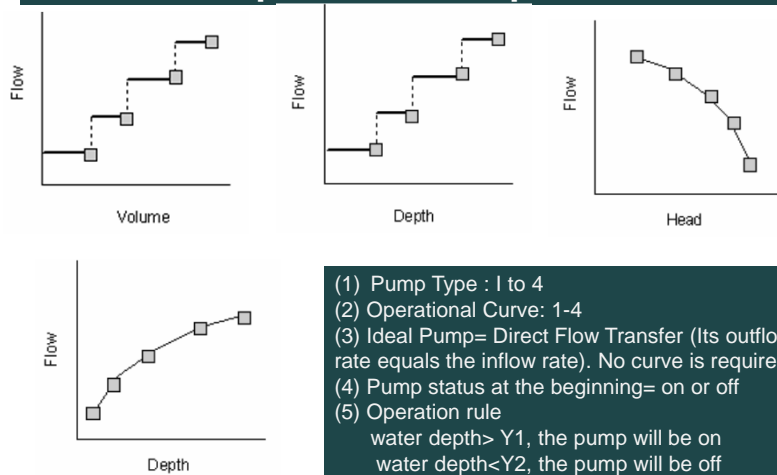 Flow
Volume
Flow
Depth
Flow
Head
Flow
Depth
(1) Pump Type : I to 4
(2) Operational Curve: 1-4
(3) Ideal Pump= Direct Flow Transfer (Its outflo
rate equals the inflow rate). No curve is require
(4) Pump status at the beginning= on or off
(5) Operation rule
water depth> Y1, the pump will be on
water depth<Y2, the pump will be off